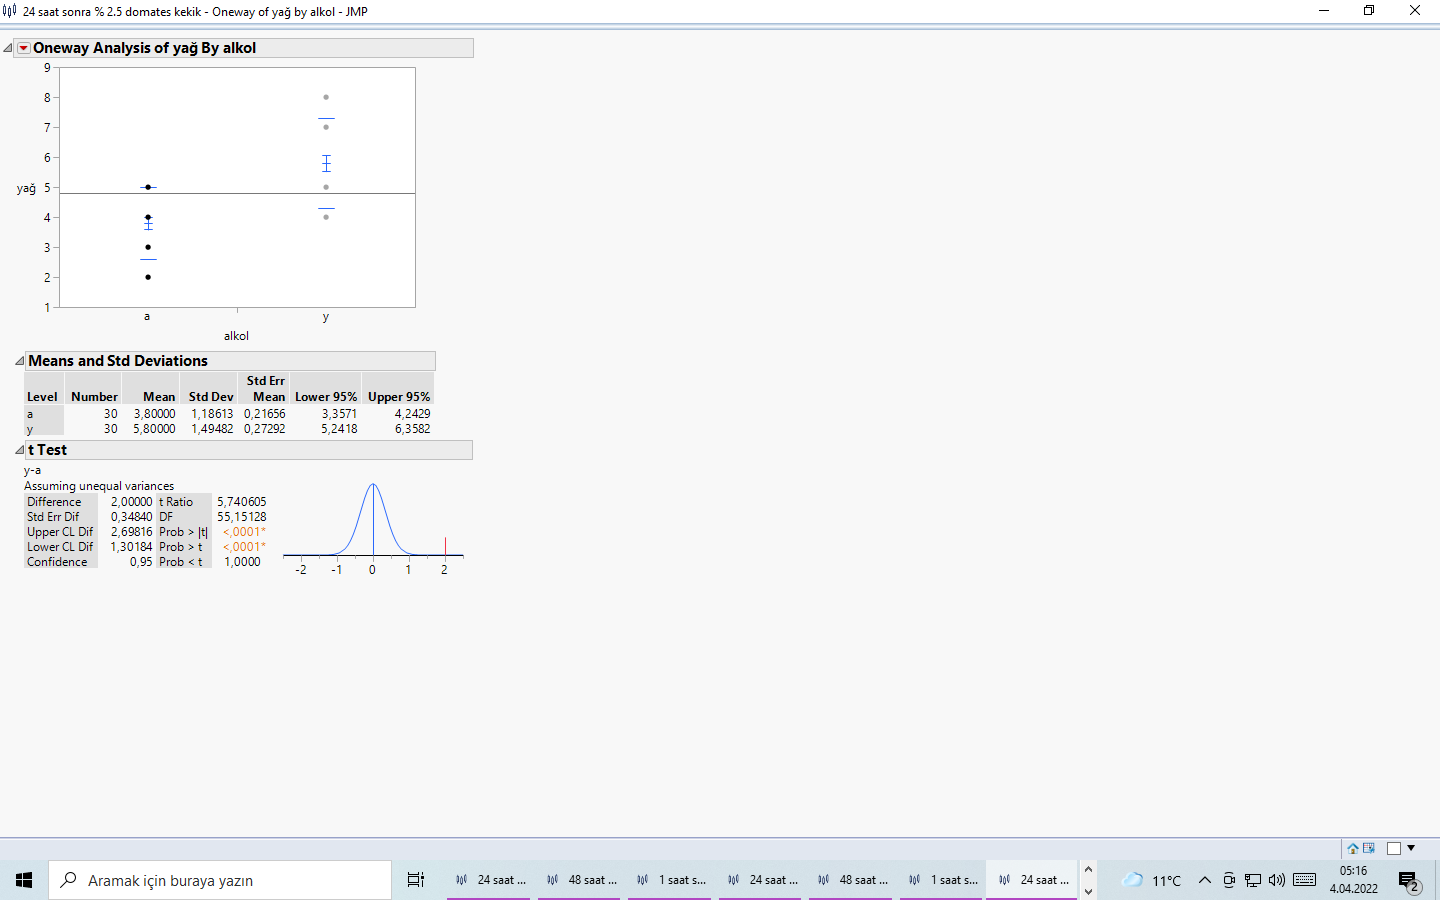 24 saat sonra % 2.5 domates kekik - Oneway of yağ by alkol - JMP
Oneway Analysis of yağ By alkol
9
8
7
6
yağ 5
4
3
2
1
a y
alkol
Means and Std Deviations
Std Err
Level Number Mean Std Dev Mean Lower 95% Upper 95%
a 30 3,80000 1,18613 0,21656 3,3571 4,2429
y 30 5,80000 1,49482 0,27292 5,2418 6,3582
t Test
y-a
Assuming unequal variances
Difference 2,00000 t Ratio 5,740605
Std Err Dif 0,34840 DF 55,15128
Upper CL Dif 2,69816 Prob > |t| <,0001*
Lower CL Dif 1,30184 Prob > t <,0001*
Confidence 0,95 Prob < t 1,0000
-2 -1 0 1 2
Aramak için buraya yazın
24 saat ... 48 saat ... 1 saat s... 24 saat ... 48 saat ... 1 saat s... 24 saat ...
11°C
05:16
4.04.2022
2